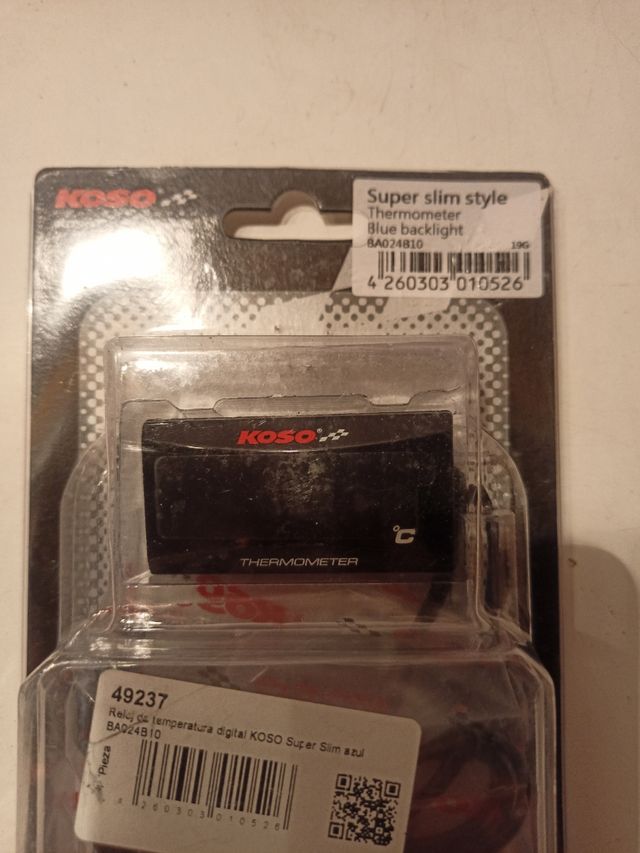 KOSO
Super slim style
Thermometer
Blue backlight
BA024B10 19G
4 260303 010526
KOSO®
°C
THERMOMETER
49237
Reloj de temperatura digital KOSO Super Slim azul
BA024B10
Pieza
4 260303 010526